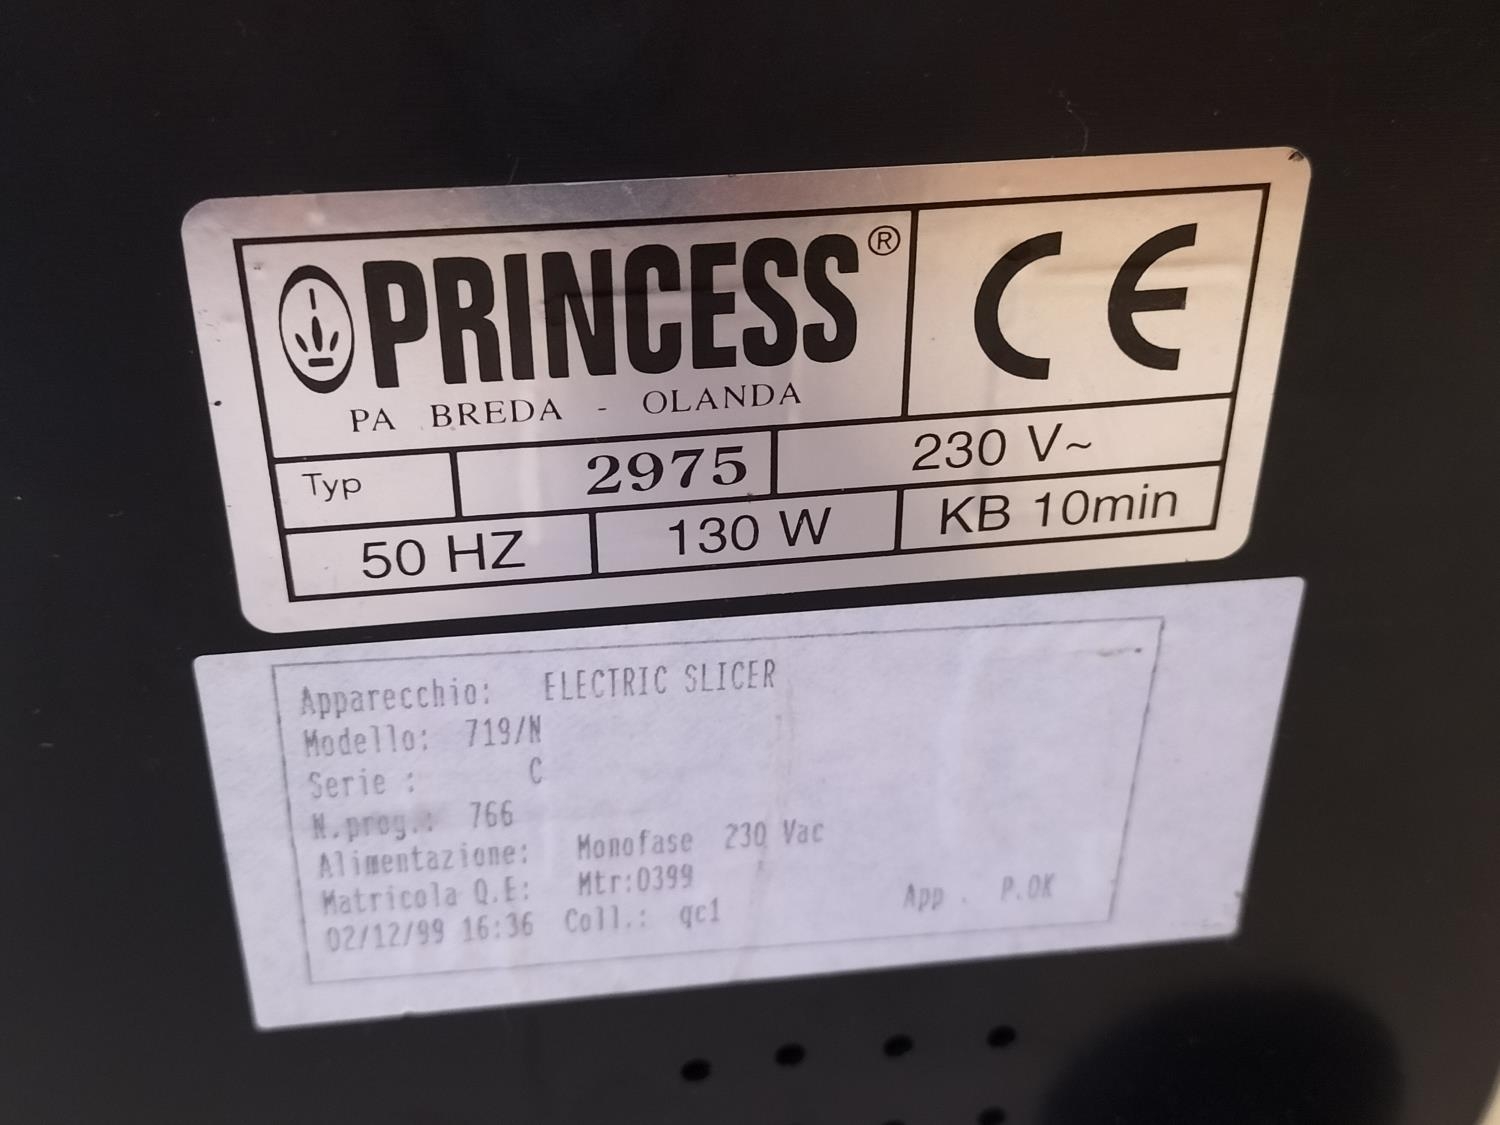 PRINCESS®
PA BREDA - OLANDA
CE
Typ 2975 230 V~
50 HZ 130 W KB 10min
Apparecchio: ELECTRIC SLICER
Modello: 719/N
Serie : C
N.prog.: 766
Alimentazione: Monofase 230 Vac
Matricola Q.E: Mtr:0399
02/12/99 16:36 Coll.: qc1 App . P.OK